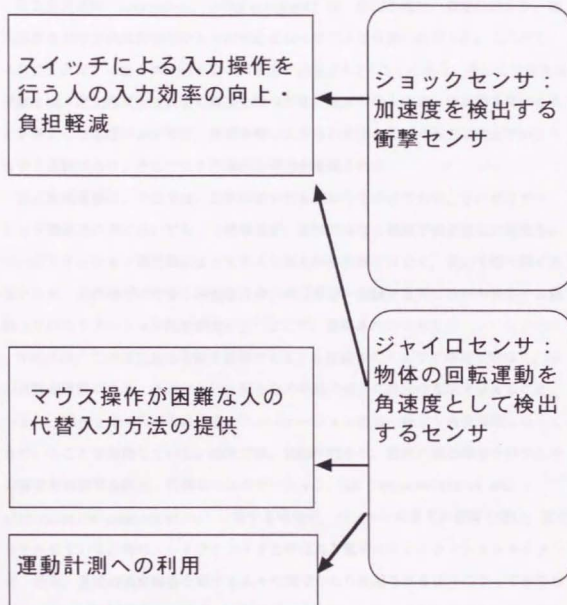 スイッチによる入力操作を
行う人の入力効率の向上・
負担軽減
ショックセンサ：
加速度を検出する
衝撃センサ
ジャイロセンサ：
物体の回転運動を
角速度として検出
するセンサ
マウス操作が困難な人の
代替入力方法の提供
運動計測への利用